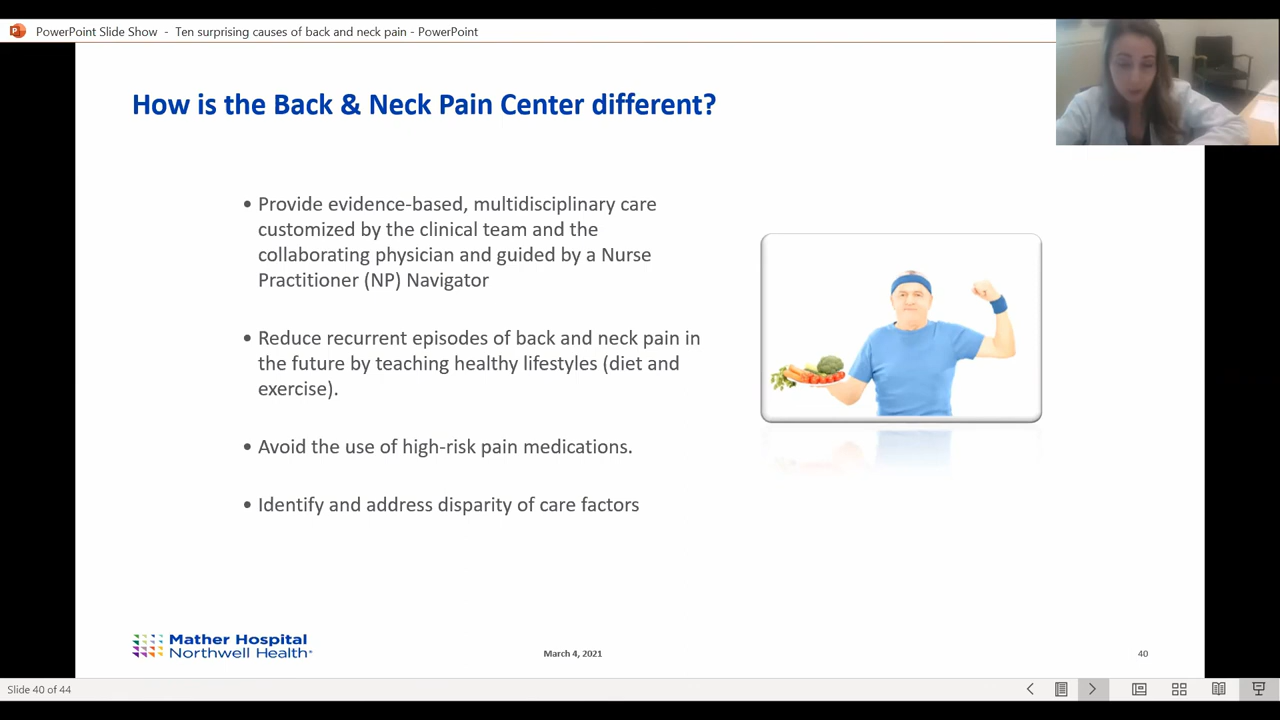 PowerPoint Slide Show - Ten surprising causes of back and neck pain - PowerPoint
How is the Back & Neck Pain Center different?
• Provide evidence-based, multidisciplinary care
customized by the clinical team and the
collaborating physician and guided by a Nurse
Practitioner (NP) Navigator
• Reduce recurrent episodes of back and neck pain in
the future by teaching healthy lifestyles (diet and
exercise).
• Avoid the use of high-risk pain medications.
• Identify and address disparity of care factors
Mather Hospital
Northwell Health
March 4, 2021
40
Slide 40 of 44